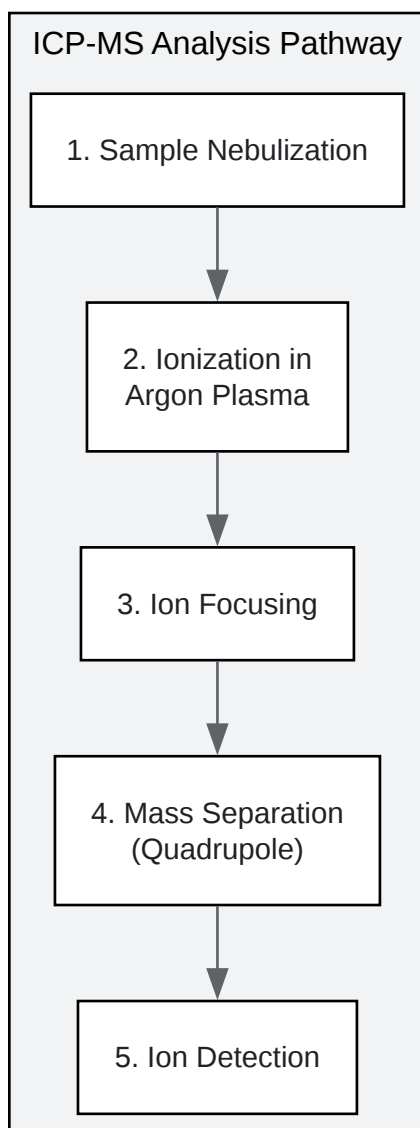 ICP-MS Analysis Pathway
1. Sample Nebulization
2. Ionization in
Argon Plasma
3. Ion Focusing
4. Mass Separation
(Quadrupole)
5. Ion Detection